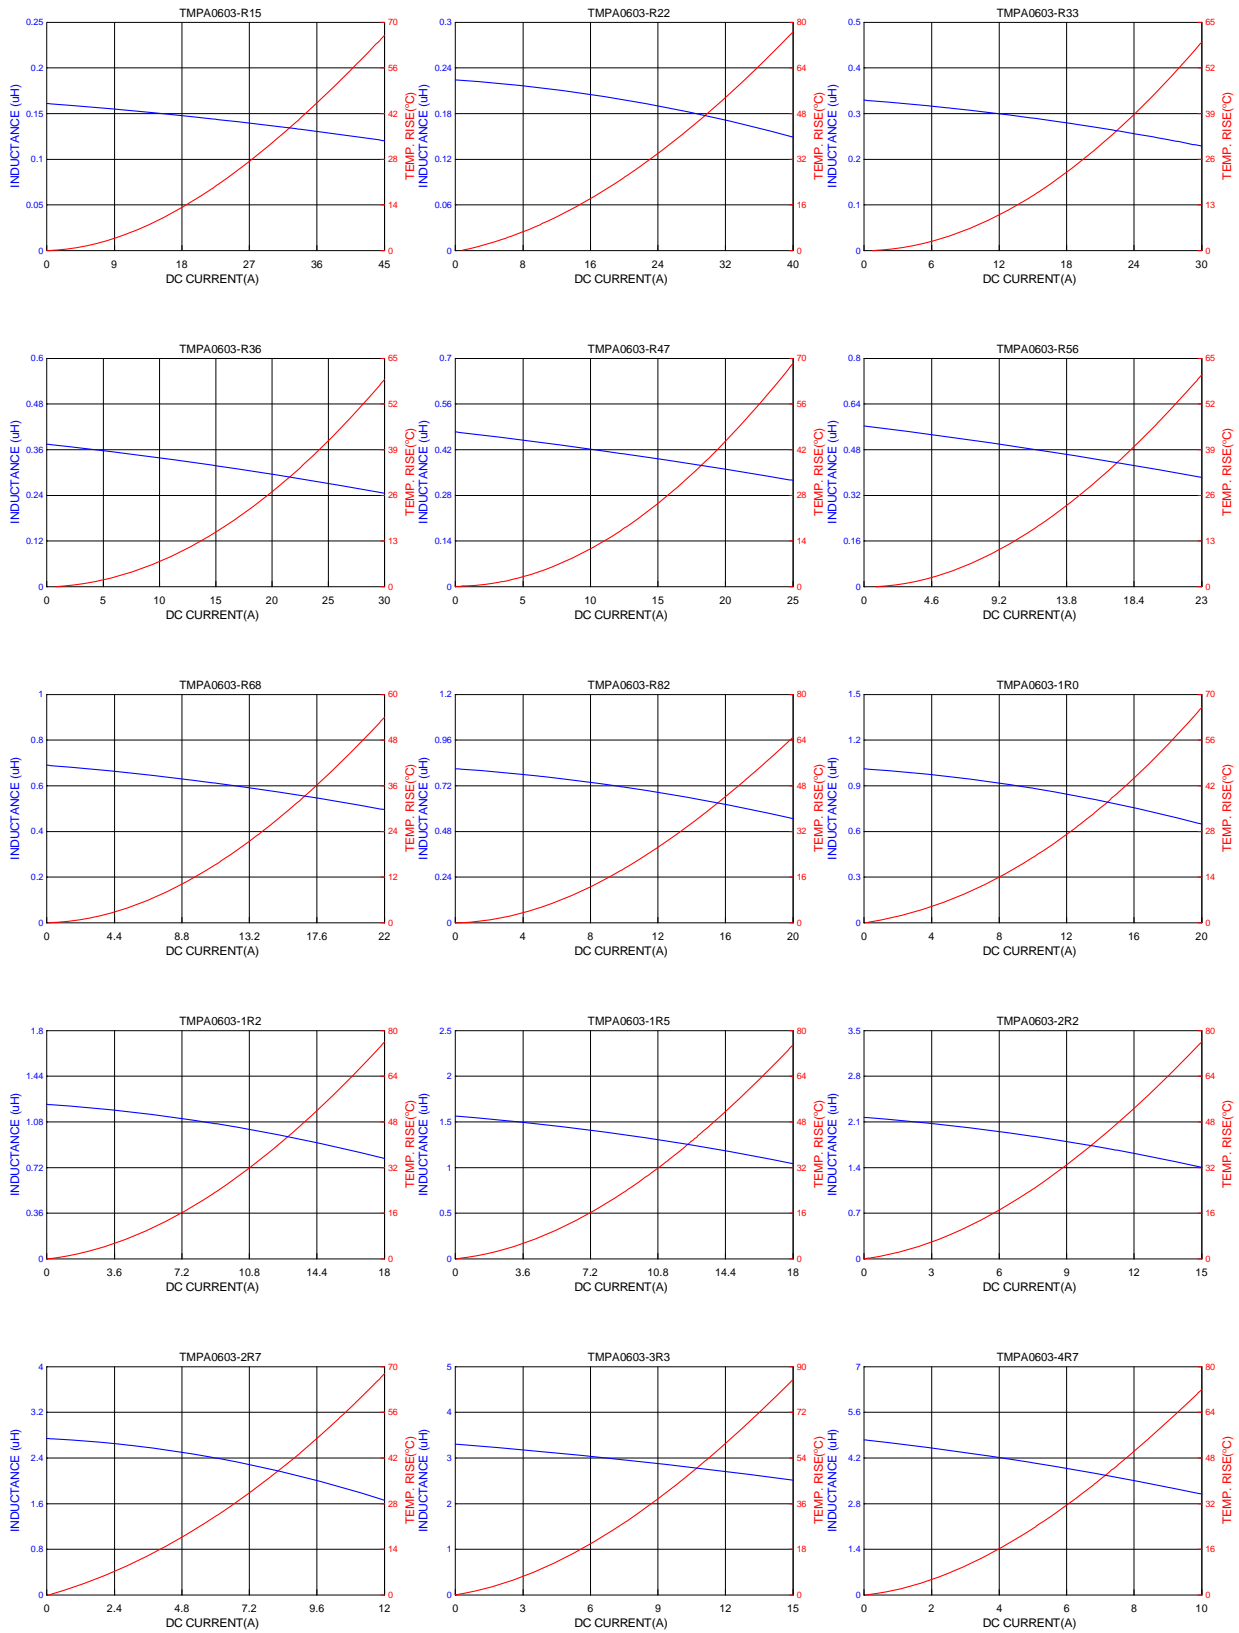 TMPA0603-R15
0.25
0.2
0.15
0.1
0.05
0
70
56
42
28
14
0
0 9 18 27 36 45
INDUCTANCE (uH)
TEMP. RISE(°C)
DC CURRENT(A)
TMPA0603-R22
0.3
0.24
0.18
0.12
0.06
0
80
64
48
32
16
0
0 8 16 24 32 40
INDUCTANCE (uH)
TEMP. RISE(°C)
DC CURRENT(A)
TMPA0603-R33
0.5
0.4
0.3
0.2
0.1
0
65
52
39
26
13
0
0 6 12 18 24 30
INDUCTANCE (uH)
TEMP. RISE(°C)
DC CURRENT(A)
TMPA0603-R36
0.6
0.48
0.36
0.24
0.12
0
65
52
39
26
13
0
0 5 10 15 20 25 30
INDUCTANCE (uH)
TEMP. RISE(°C)
DC CURRENT(A)
TMPA0603-R47
0.7
0.56
0.42
0.28
0.14
0
70
56
42
28
14
0
0 5 10 15 20 25
INDUCTANCE (uH)
TEMP. RISE(°C)
DC CURRENT(A)
TMPA0603-R56
0.8
0.64
0.48
0.32
0.16
0
65
52
39
26
13
0
0 4.6 9.2 13.8 18.4 23
INDUCTANCE (uH)
TEMP. RISE(°C)
DC CURRENT(A)
TMPA0603-R68
1
0.8
0.6
0.4
0.2
0
60
48
36
24
12
0
0 4.4 8.8 13.2 17.6 22
INDUCTANCE (uH)
TEMP. RISE(°C)
DC CURRENT(A)
TMPA0603-R82
1.2
0.96
0.72
0.48
0.24
0
80
64
48
32
16
0
0 4 8 12 16 20
INDUCTANCE (uH)
TEMP. RISE(°C)
DC CURRENT(A)
TMPA0603-1R0
1.5
1.2
0.9
0.6
0.3
0
70
56
42
28
14
0
0 4 8 12 16 20
INDUCTANCE (uH)
TEMP. RISE(°C)
DC CURRENT(A)
TMPA0603-1R2
1.8
1.44
1.08
0.72
0.36
0
80
64
48
32
16
0
0 3.6 7.2 10.8 14.4 18
INDUCTANCE (uH)
TEMP. RISE(°C)
DC CURRENT(A)
TMPA0603-1R5
2.5
2
1.5
1
0.5
0
80
64
48
32
16
0
0 3.6 7.2 10.8 14.4 18
INDUCTANCE (uH)
TEMP. RISE(°C)
DC CURRENT(A)
TMPA0603-2R2
3.5
2.8
2.1
1.4
0.7
0
80
64
48
32
16
0
0 3 6 9 12 15
INDUCTANCE (uH)
TEMP. RISE(°C)
DC CURRENT(A)
TMPA0603-2R7
4
3.2
2.4
1.6
0.8
0
70
56
42
28
14
0
0 2.4 4.8 7.2 9.6 12
INDUCTANCE (uH)
TEMP. RISE(°C)
DC CURRENT(A)
TMPA0603-3R3
5
4
3
2
1
0
90
72
54
36
18
0
0 3 6 9 12 15
INDUCTANCE (uH)
TEMP. RISE(°C)
DC CURRENT(A)
TMPA0603-4R7
7
5.6
4.2
2.8
1.4
0
80
64
48
32
16
0
0 2 4 6 8 10
INDUCTANCE (uH)
TEMP. RISE(°C)
DC CURRENT(A)